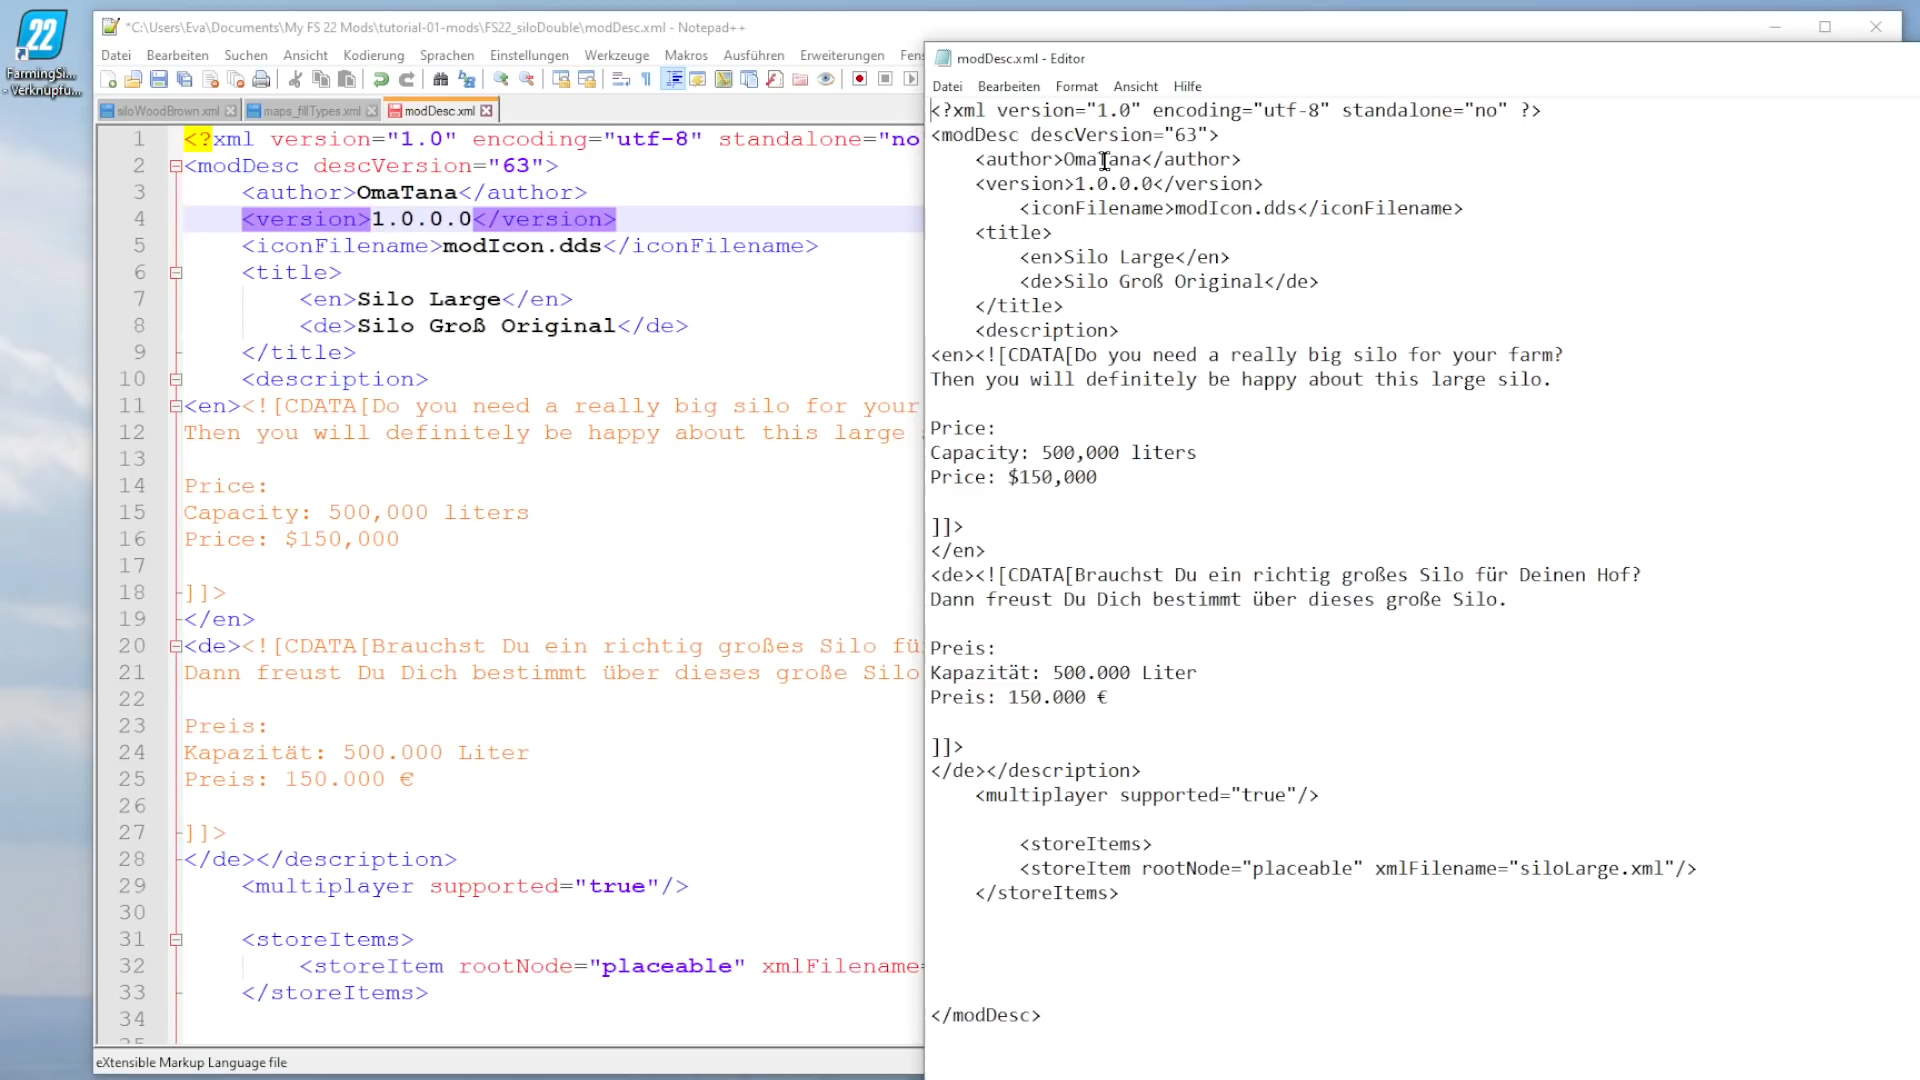 22
FarmingSi...
- Verknüpfu...
*C:\Users\Eva\Documents\My FS 22 Mods\tutorial-01-mods\FS22_siloDouble\modDesc.xml - Notepad++
Datei Bearbeiten Suchen Ansicht Kodierung Sprachen Einstellungen Werkzeuge Makros Ausführen Erweiterungen Fen
siloWoodBrown.xml maps_fillTypes.xml modDesc.xml
1 <?xml version="1.0" encoding="utf-8" standalone="no
2 <modDesc descVersion="63">
3 <author>OmaTana</author>
4 <version>1.0.0.0</version>
5 <iconFilename>modIcon.dds</iconFilename>
6 <title>
7 <en>Silo Large</en>
8 <de>Silo Groß Original</de>
9 </title>
10 <description>
11 <en><![CDATA[Do you need a really big silo for your
12 Then you will definitely be happy about this large
13
14 Price:
15 Capacity: 500,000 liters
16 Price: $150,000
17
18 ]]>
19 </en>
20 <de><![CDATA[Brauchst Du ein richtig großes Silo fü
21 Dann freust Du Dich bestimmt über dieses große Silo
22
23 Preis:
24 Kapazität: 500.000 Liter
25 Preis: 150.000 €
26
27 ]]>
28 </de></description>
29 <multiplayer supported="true"/>
30
31 <storeItems>
32 <storeItem rootNode="placeable" xmlFilename=
33 </storeItems>
34
eXtensible Markup Language file
modDesc.xml - Editor
Datei Bearbeiten Format Ansicht Hilfe
<?xml version="1.0" encoding="utf-8" standalone="no" ?>
<modDesc descVersion="63">
<author>OmaTana</author>
<version>1.0.0.0</version>
<iconFilename>modIcon.dds</iconFilename>
<title>
<en>Silo Large</en>
<de>Silo Groß Original</de>
</title>
<description>
<en><![CDATA[Do you need a really big silo for your farm?
Then you will definitely be happy about this large silo.
Price:
Capacity: 500,000 liters
Price: $150,000
]]>
</en>
<de><![CDATA[Brauchst Du ein richtig großes Silo für Deinen Hof?
Dann freust Du Dich bestimmt über dieses große Silo.
Preis:
Kapazität: 500.000 Liter
Preis: 150.000 €
]]>
</de></description>
<multiplayer supported="true"/>
<storeItems>
<storeItem rootNode="placeable" xmlFilename="siloLarge.xml"/>
</storeItems>
</modDesc>